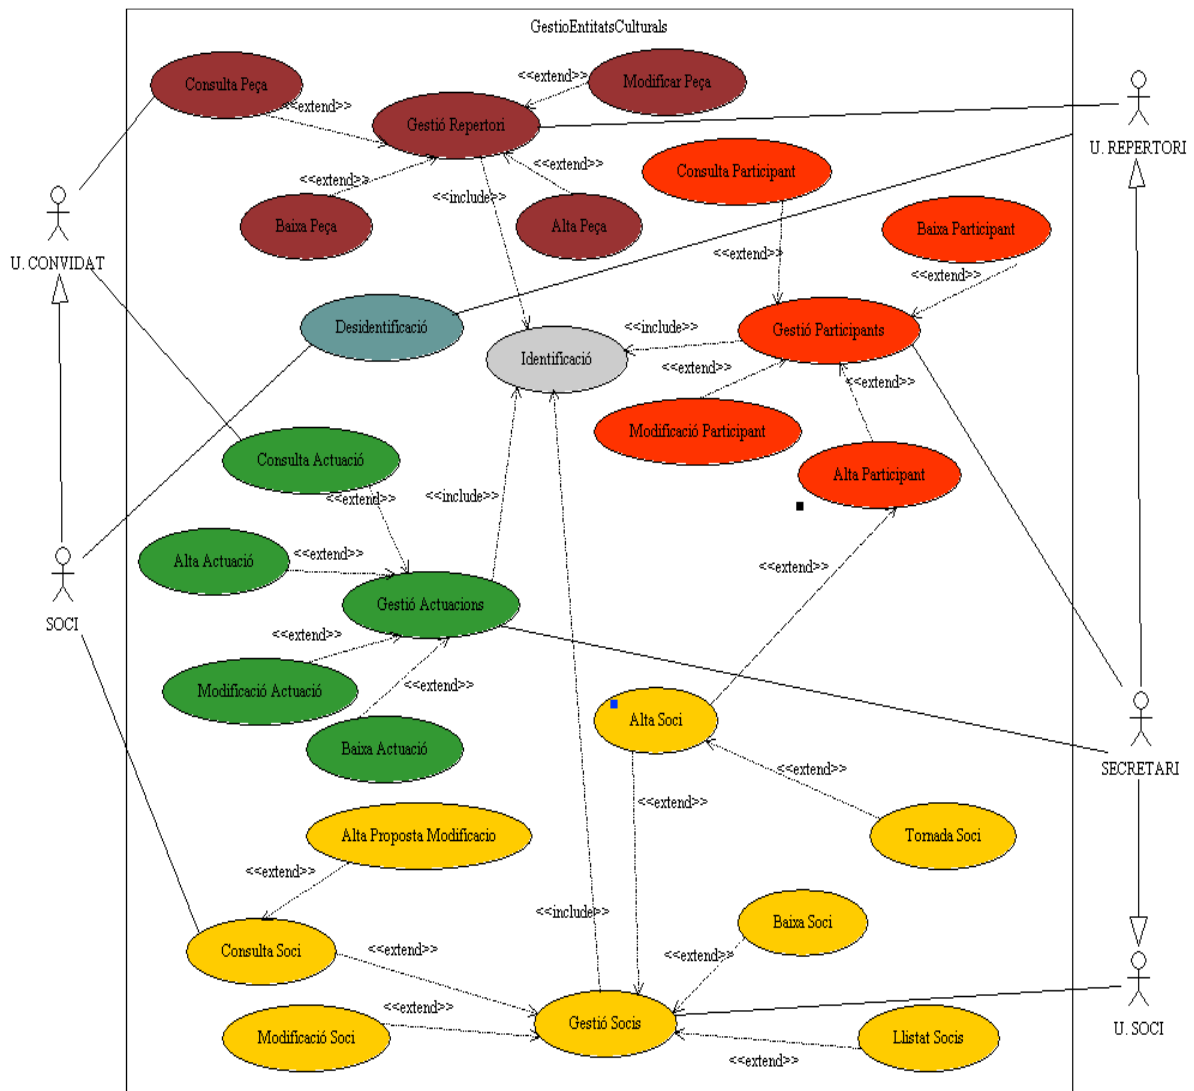 GestioEntitatsCulturals
<<extend>>
Modificar Peça
Consulta Peça
<<extend>>
Gestió Repertori
U. REPERTORI
<<extend>>
Consulta Participant
<<extend>>
<<include>>
Baixa Peça
Alta Peça
Baixa Participant
<<extend>>
<<extend>>
U. CONVIDAT
Desidentificació
<<include>>
Gestió Participants
Identificació
<<extend>>
<<extend>>
Modificació Participant
Consulta Actuació
Alta Participant
<<include>>
<<extend>>
<<extend>>
Alta Actuació
<<extend>>
Gestió Actuacions
SOCI
<<extend>>
<<extend>>
Modificació Actuació
Alta Soci
Baixa Actuació
SECRETARI
<<extend>>
<<extend>>
Alta Proposta Modificacio
Tornada Soci
<<extend>>
<<include>>
Baixa Soci
Consulta Soci
<<extend>>
<<extend>>
<<extend>>
Gestió Socis
Modificació Soci
Llistat Socis
U. SOCI
<<extend>>